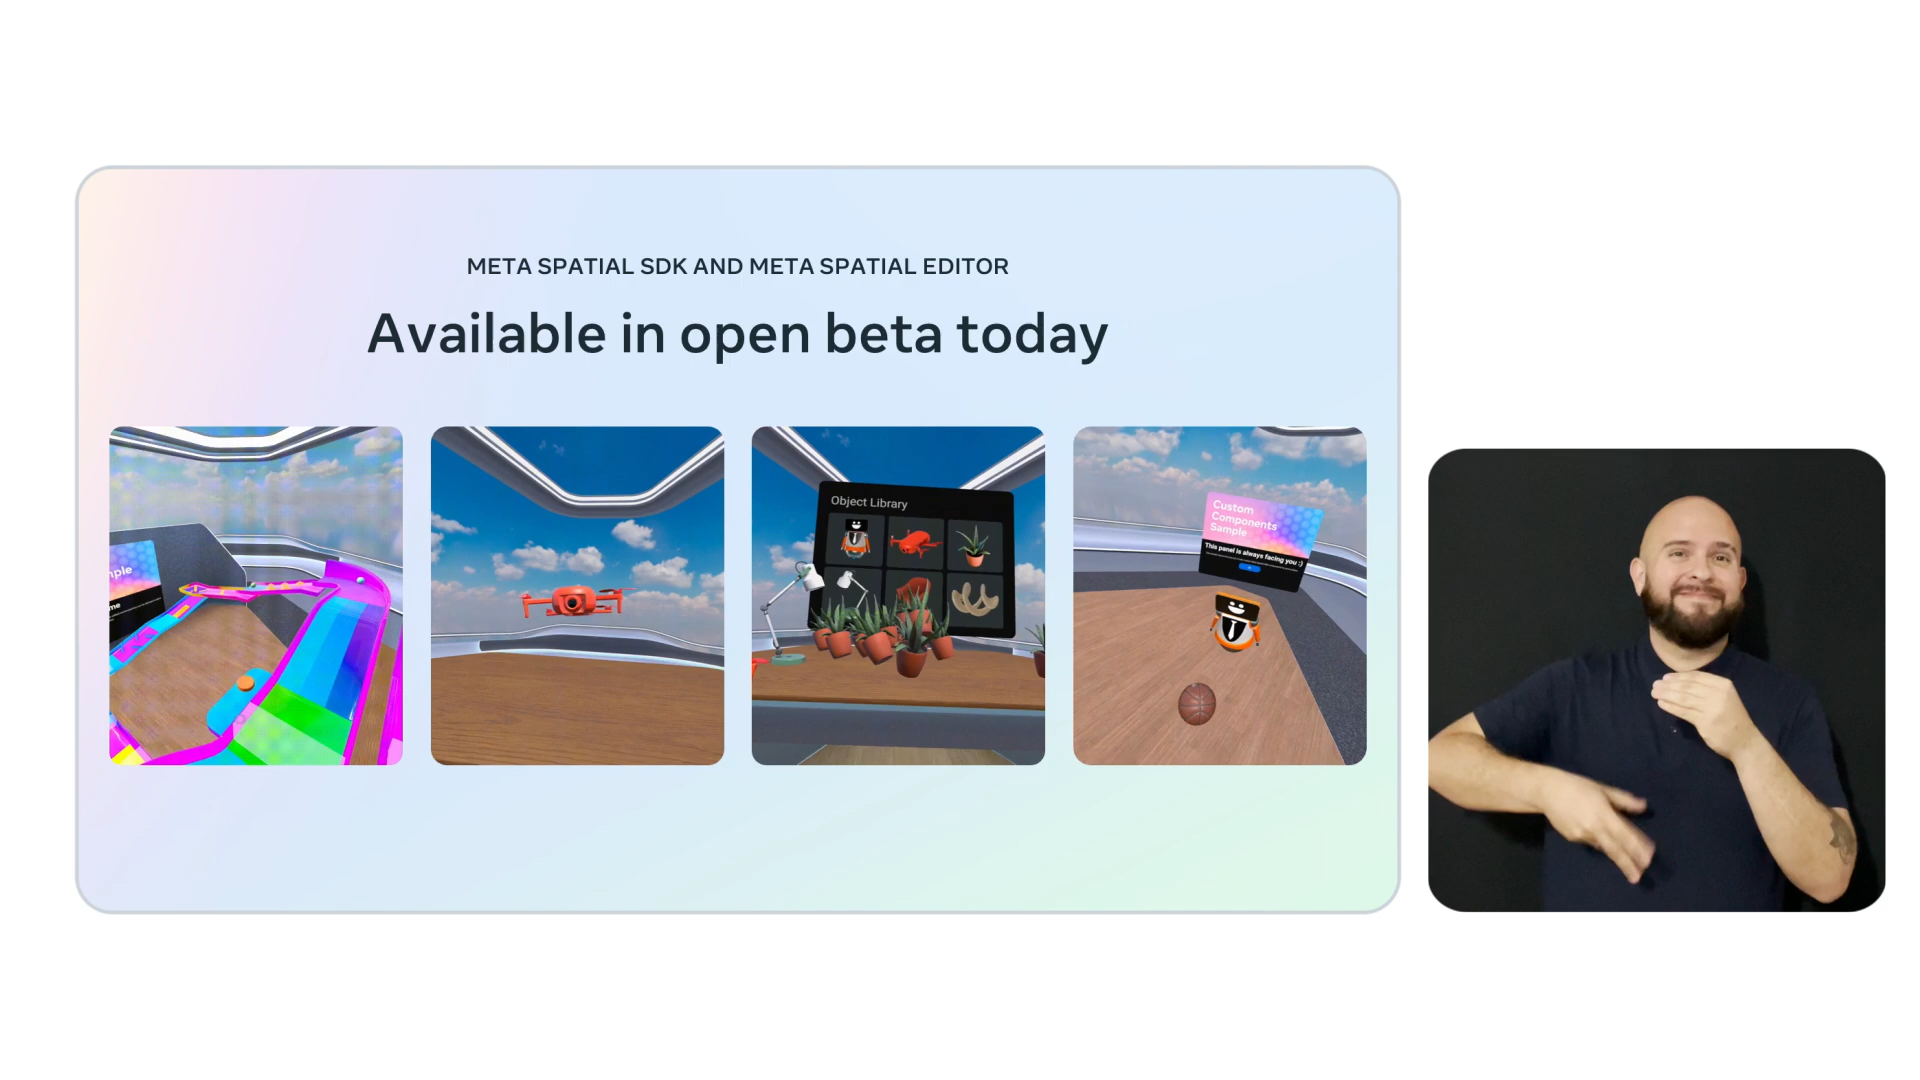 META SPATIAL SDK AND META SPATIAL EDITOR
Available in open beta today
Object Library
Custom
Components
Sample
This panel is always facing you :)